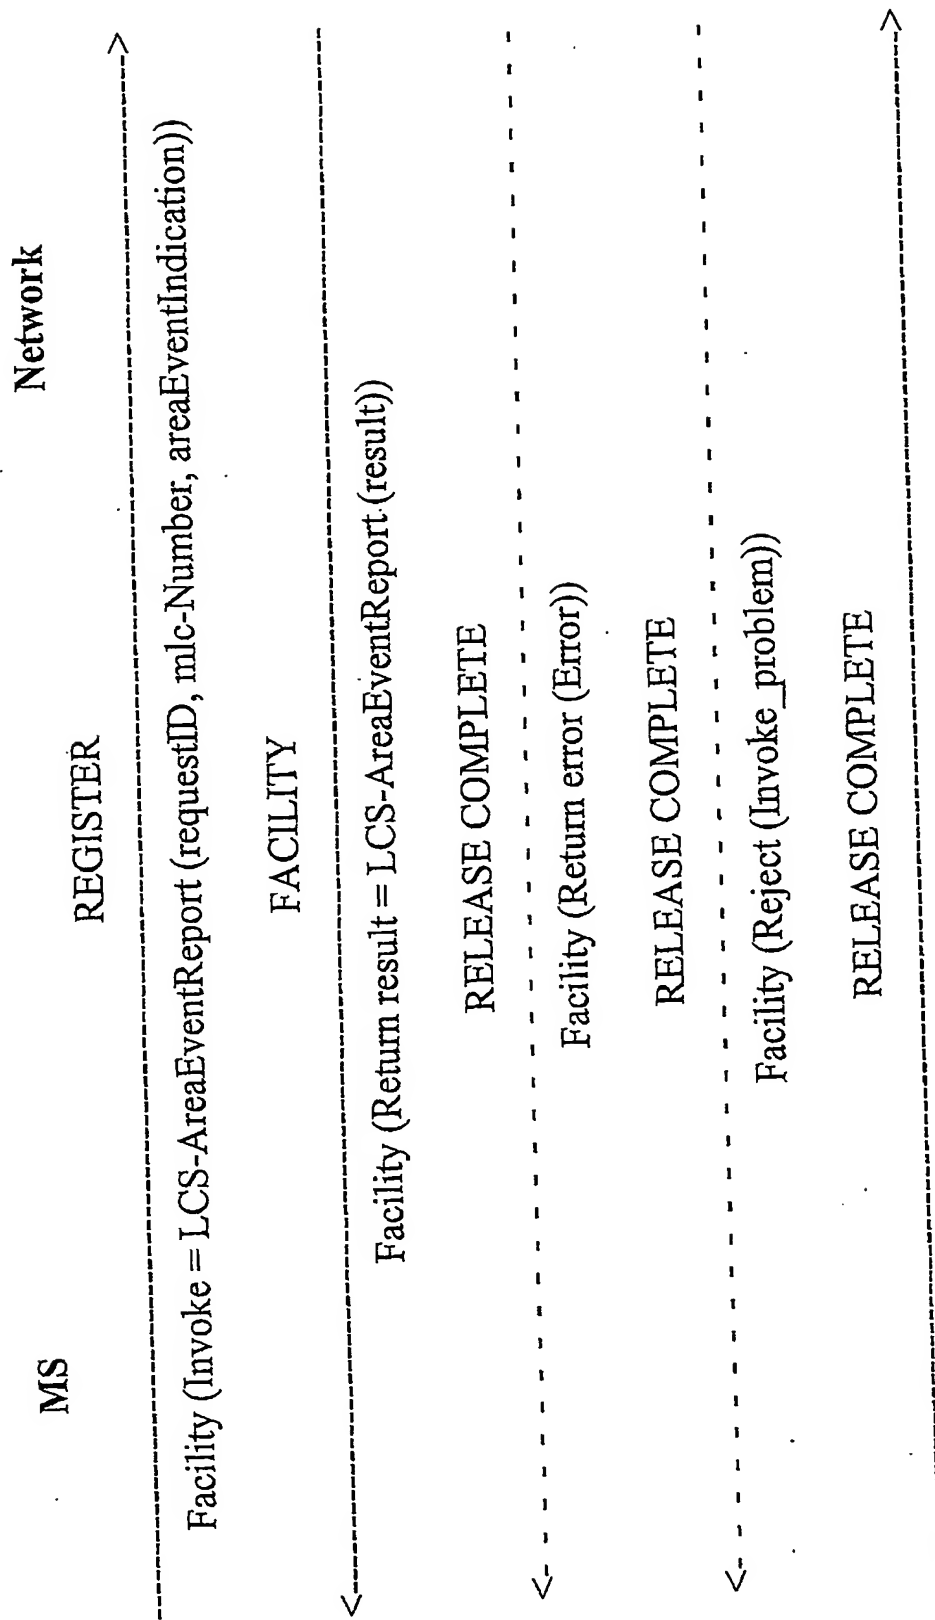 MS Network
REGISTER
Facility (Invoke = LCS-AreaEventReport (requestID, mlc-Number, areaEventIndication))
FACILITY
Facility (Return result = LCS-AreaEventReport (result))
RELEASE COMPLETE
Facility (Return error (Error))
RELEASE COMPLETE
Facility (Reject (Invoke_problem))
RELEASE COMPLETE